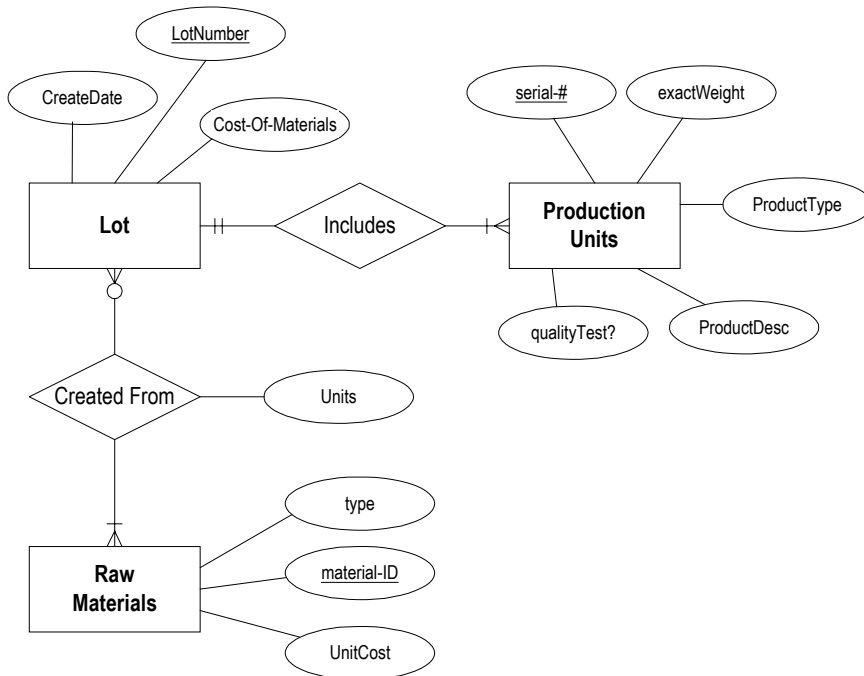 LotNumber
CreateDate
Cost-Of-Materials
serial-#
exactWeight
Lot
Includes
Production
Units
ProductType
qualityTest?
ProductDesc
Created From
Units
type
Raw
Materials
material-ID
UnitCost